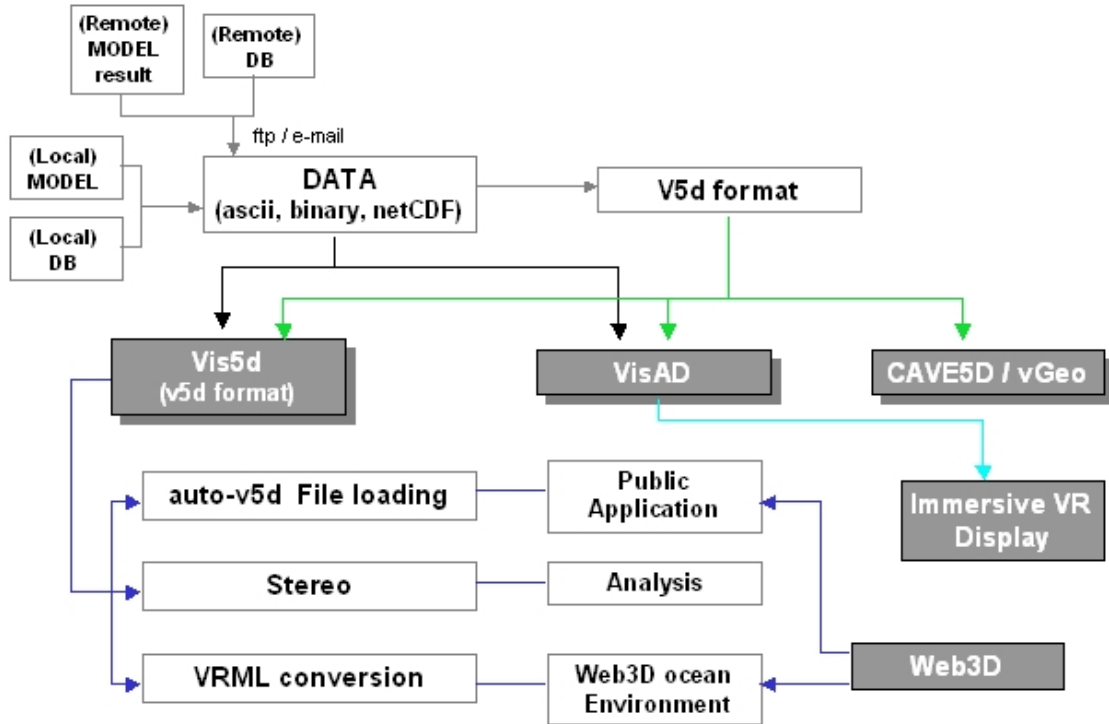 (Remote)
MODEL
result
(Remote)
DB
ftp / e-mail
(Local)
MODEL
DATA
(ascii, binary, netCDF)
V5d format
(Local)
DB
Vis5d
(v5d format)
VisAD
CAVE5D / vGeo
auto-v5d File loading
Public
Application
Immersive VR
Display
Stereo
Analysis
VRML conversion
Web3D ocean
Environment
Web3D